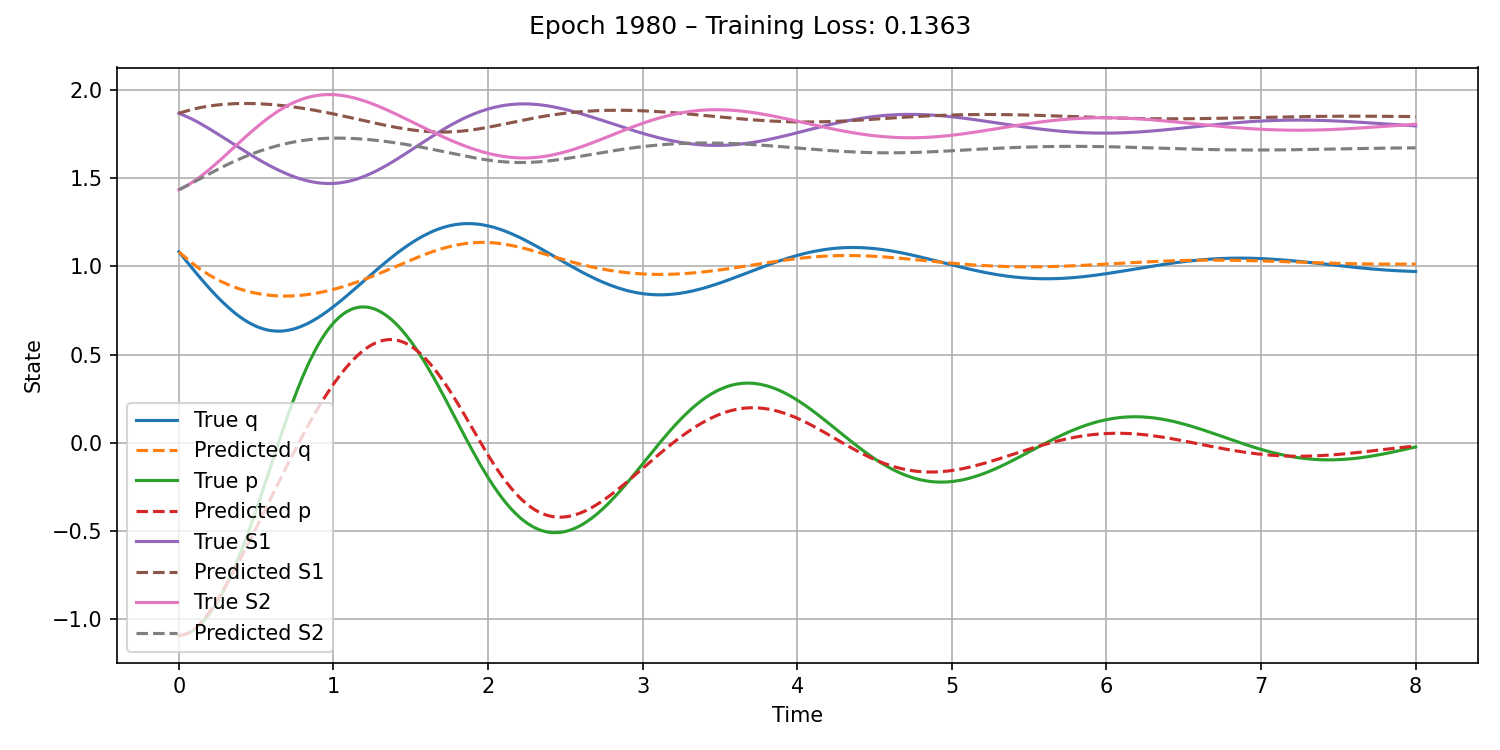 Epoch 1980 – Training Loss: 0.1363
2.0
1.5
1.0
0.5
0.0
−0.5
−1.0
State
True q
Predicted q
True p
Predicted p
True S1
Predicted S1
True S2
Predicted S2
0 1 2 3 4 5 6 7 8
Time